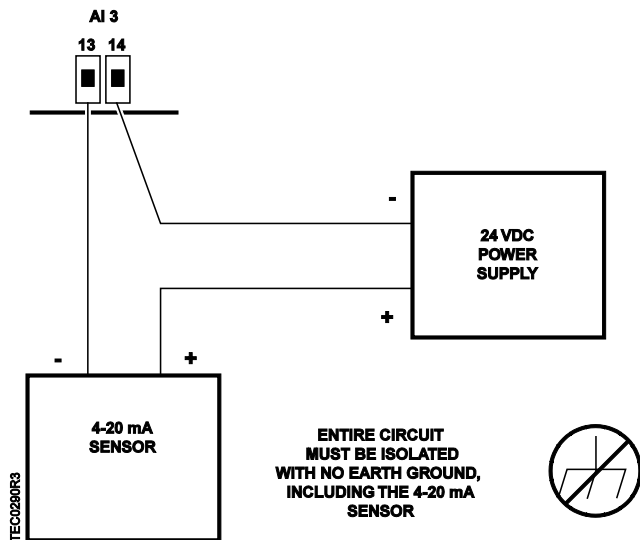 AI 3
13 14
-
24 VDC
POWER
SUPPLY
+
- +
4-20 mA
SENSOR
ENTIRE CIRCUIT
MUST BE ISOLATED
WITH NO EARTH GROUND,
INCLUDING THE 4-20 mA
SENSOR
TEC0290R3